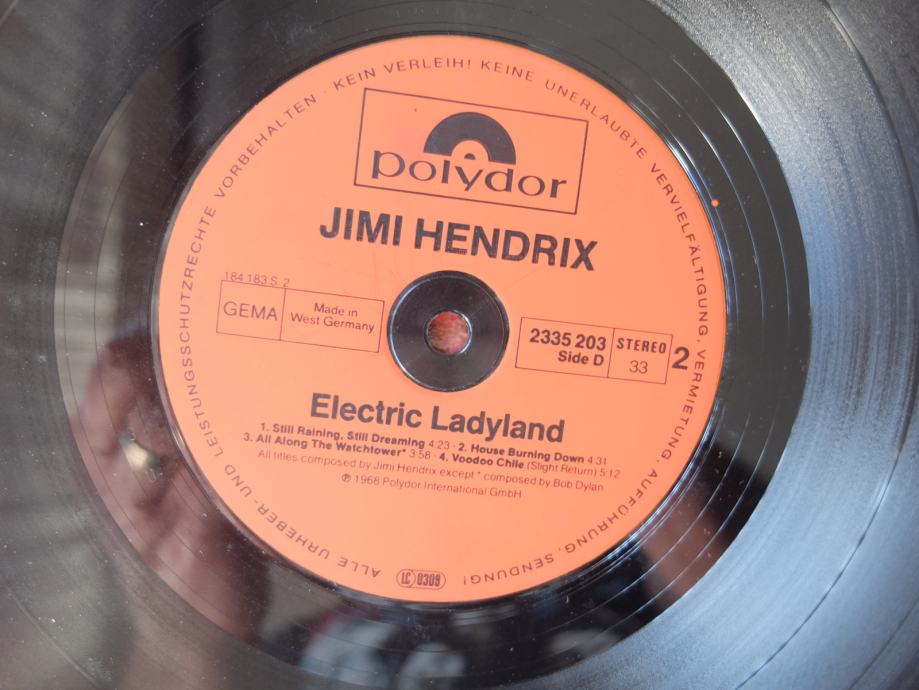 ALLE URHEBER- UND LEISTUNGSSCHUTZRECHTE VORBEHALTEN · KEIN VERLEIH! KEINE UNERLAUBTE VERVIELFÄLTIGUNG, VERMIETUNG, AUFFÜHRUNG, SENDUNG!
polydor
JIMI HENDRIX
184 183 S 2
GEMA
Made in
West Germany
2335 203
Side D
STEREO
33
2
Electric Ladyland
1. Still Raining, Still Dreaming 4:23 · 2. House Burning Down 4:31
3. All Along The Watchtower* 3:58 · 4. Voodoo Chile (Slight Return) 5:12
All titles composed by Jimi Hendrix except * composed by Bob Dylan
℗ 1968 Polydor International GmbH
LC 0309